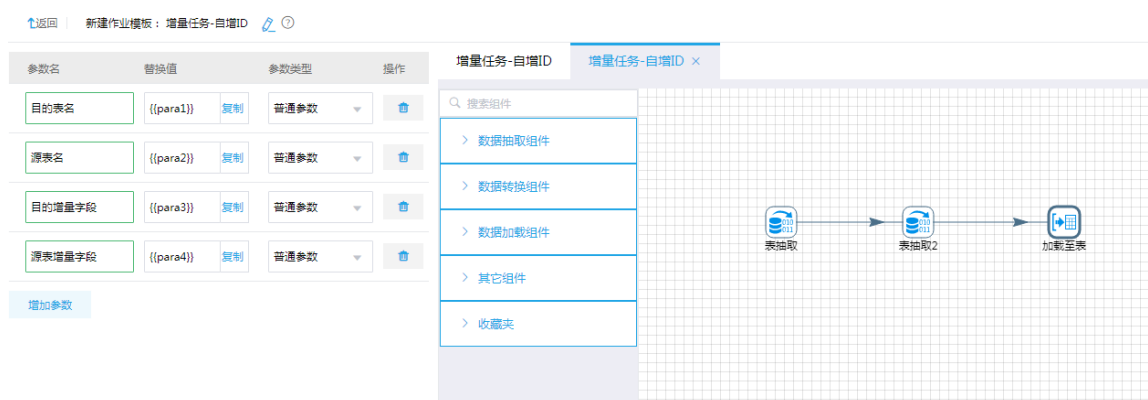 返回
新建作业模板： 增量任务-自增ID
参数名 替换值 参数类型 操作
目的表名 {{para1}} 复制 普通参数
源表名 {{para2}} 复制 普通参数
目的增量字段 {{para3}} 复制 普通参数
源表增量字段 {{para4}} 复制 普通参数
增加参数
增量任务-自增ID 增量任务-自增ID ×
搜索组件
数据抽取组件
数据转换组件
数据加载组件
其它组件
收藏夹
表抽取 表抽取2 加载至表